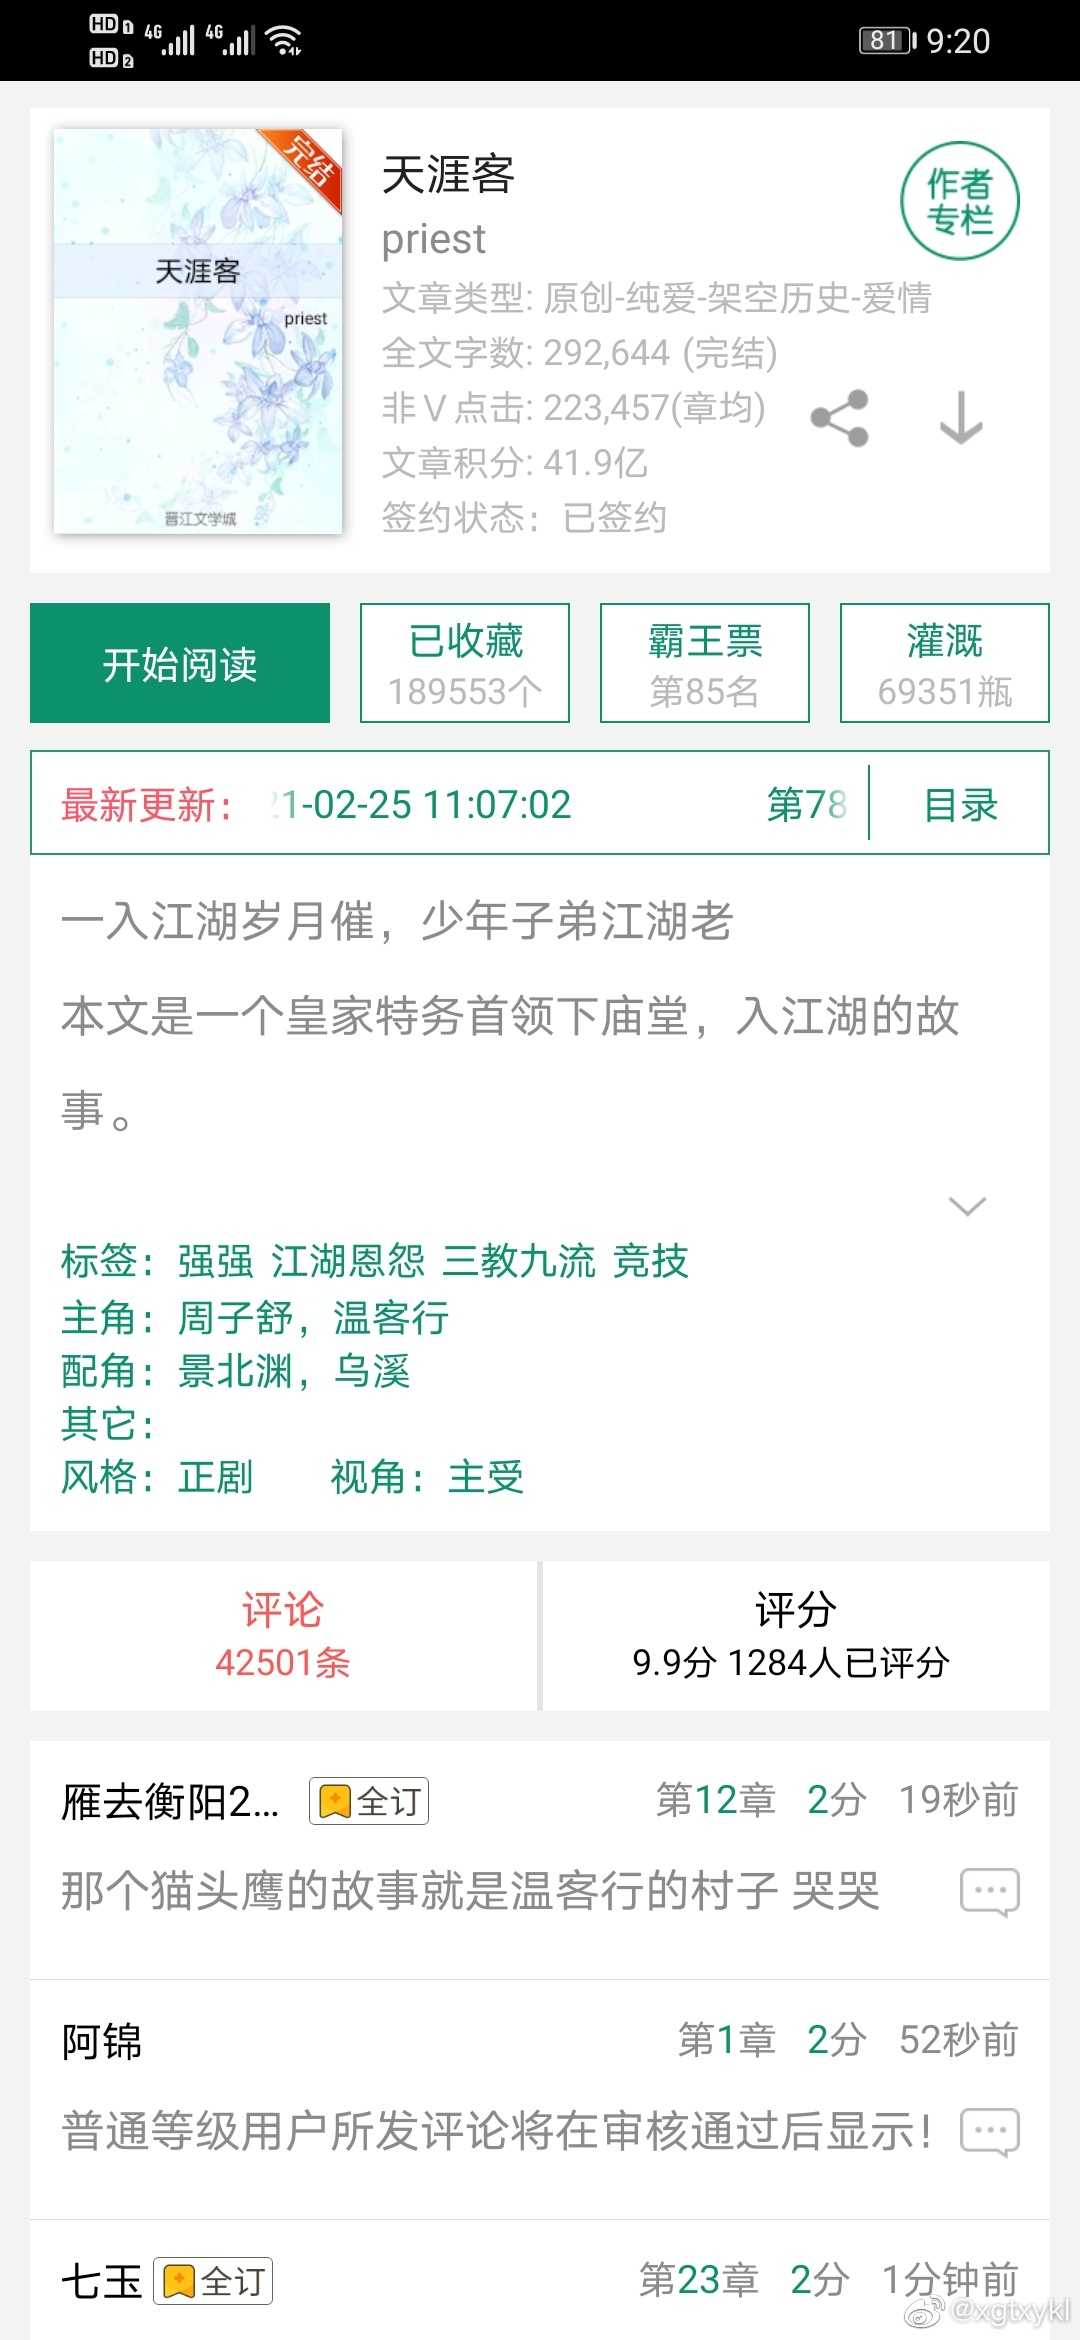 HD 1 4G 4G
HD 2
81 9:20
完结
天涯客
priest
晋江文学城
天涯客
priest
作者
专栏
文章类型: 原创-纯爱-架空历史-爱情
全文字数: 292,644 (完结)
非V点击: 223,457(章均)
文章积分: 41.9亿
签约状态： 已签约
开始阅读
已收藏
189553个
霸王票
第85名
灌溉
69351瓶
最新更新： 21-02-25 11:07:02 第78 目录
一入江湖岁月催，少年子弟江湖老
本文是一个皇家特务首领下庙堂，入江湖的故
事。
标签：强强 江湖恩怨 三教九流 竞技
主角：周子舒，温客行
配角：景北渊，乌溪
其它：
风格：正剧 视角：主受
评论
42501条
评分
9.9分 1284人已评分
雁去衡阳2... 全订 第12章 2分 19秒前
那个猫头鹰的故事就是温客行的村子 哭哭
阿锦 第1章 2分 52秒前
普通等级用户所发评论将在审核通过后显示！
七玉 全订 第23章 2分 1分钟前
@xgtxykl